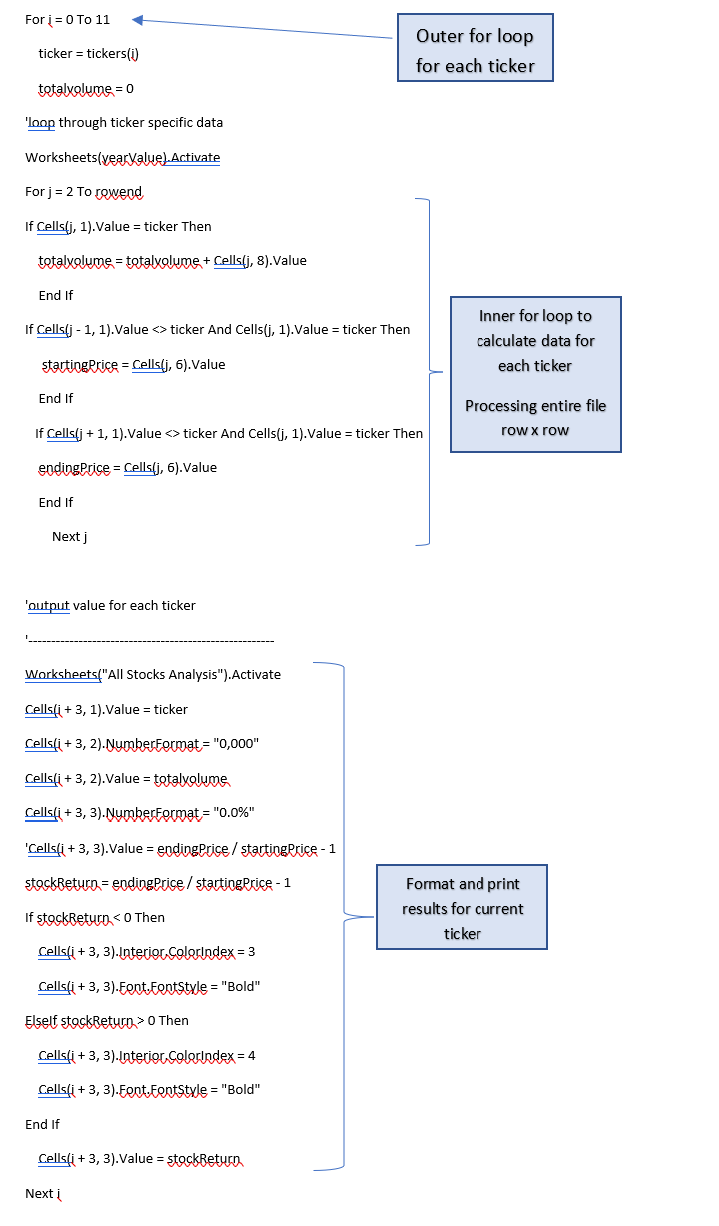 For i = 0 To 11
Outer for loop
for each ticker
ticker = tickers(i)
totalvolume = 0
'loop through ticker specific data
Worksheets(yearValue).Activate
For j = 2 To rowend
If Cells(j, 1).Value = ticker Then
totalvolume = totalvolume + Cells(j, 8).Value
End If
If Cells(j - 1, 1).Value <> ticker And Cells(j, 1).Value = ticker Then
startingPrice = Cells(j, 6).Value
End If
If Cells(j + 1, 1).Value <> ticker And Cells(j, 1).Value = ticker Then
endingPrice = Cells(j, 6).Value
End If
Next j
Inner for loop to
calculate data for
each ticker
Processing entire file
row x row
'output value for each ticker
'------------------------------------------------------
Worksheets("All Stocks Analysis").Activate
Cells(i + 3, 1).Value = ticker
Cells(i + 3, 2).NumberFormat = "0,000"
Cells(i + 3, 2).Value = totalvolume
Cells(i + 3, 3).NumberFormat = "0.0%"
'Cells(i + 3, 3).Value = endingPrice / startingPrice - 1
stockReturn = endingPrice / startingPrice - 1
If stockReturn < 0 Then
Cells(i + 3, 3).Interior.ColorIndex = 3
Cells(i + 3, 3).Font.FontStyle = "Bold"
ElseIf stockReturn > 0 Then
Cells(i + 3, 3).Interior.ColorIndex = 4
Cells(i + 3, 3).Font.FontStyle = "Bold"
End If
Cells(i + 3, 3).Value = stockReturn
Next i
Format and print
results for current
ticker